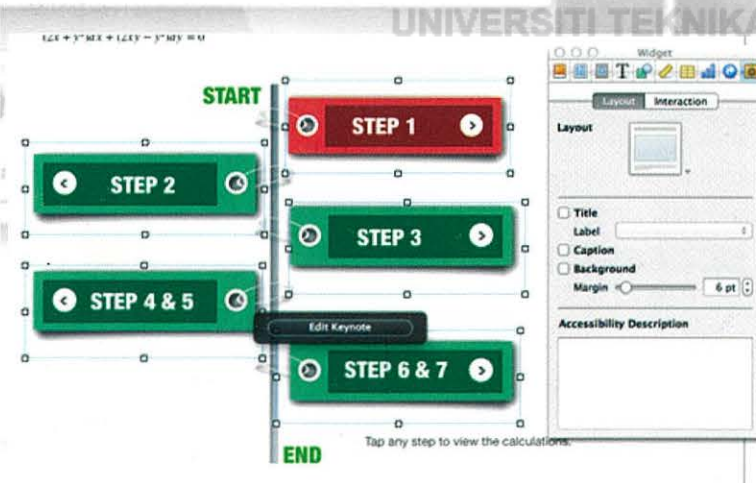 UNIVERSITI TEKNIKA
START
STEP 1
STEP 2
STEP 3
STEP 4 & 5
Edit Keynote
STEP 6 & 7
Tap any step to view the calculations.
END
Widget
T
Layout Interaction
Layout
Title
Label
Caption
Background
Margin 6 pt
Accessibility Description